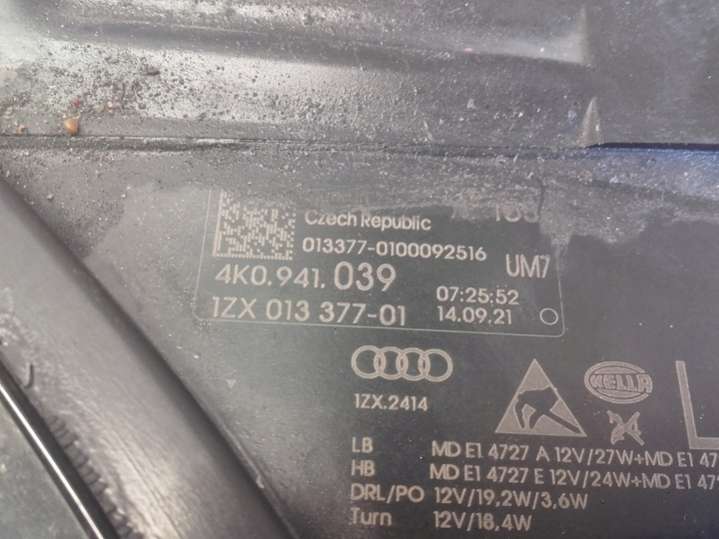 Czech Republic
013377-0100092516
UM7
4K0.941.039
07:25:52
1ZX 013 377-01
14.09.21
1ZX.2414
HELLA
L
LB MD E1 4727 A 12V/27W+MD E1 47
HB MD E1 4727 E 12V/24W+MD E1 47
DRL/PO 12V/19,2W/3,6W
Turn 12V/18,4W